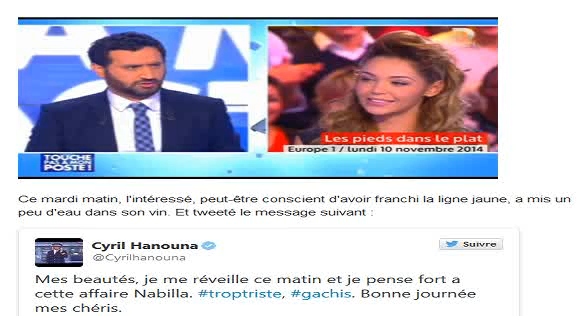 Les pieds dans le plat
Europe 1 / lundi 10 novembre 2014
TOUCHE
PAS À MON
POSTE !
Ce mardi matin, l'intéressé, peut-être conscient d'avoir franchi la ligne jaune, a mis un
peu d'eau dans son vin. Et tweeté le message suivant :
Cyril Hanouna
@Cyrilhanouna
Suivre
Mes beautés, je me réveille ce matin et je pense fort a
cette affaire Nabilla. #troptriste, #gachis. Bonne journée
mes chéris.